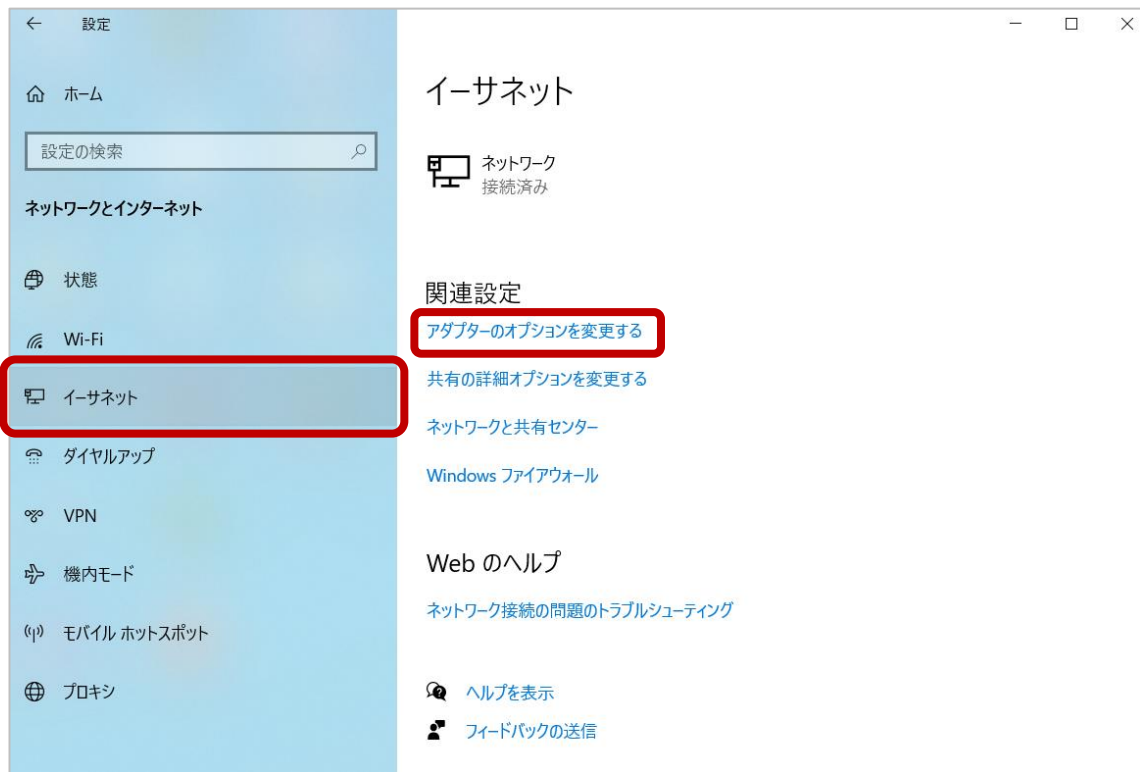 設定
ホーム
設定の検索
ネットワークとインターネット
状態
Wi-Fi
イーサネット
ダイヤルアップ
VPN
機内モード
モバイル ホットスポット
プロキシ
イーサネット
ネットワーク
接続済み
関連設定
アダプターのオプションを変更する
共有の詳細オプションを変更する
ネットワークと共有センター
Windows ファイアウォール
Web のヘルプ
ネットワーク接続の問題のトラブルシューティング
ヘルプを表示
フィードバックの送信